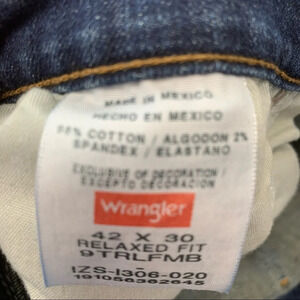 MADE IN MEXICO
HECHO EN MEXICO
98% COTTON / ALGODON 2%
SPANDEX / ELASTANO
EXCLUSIVE OF DECORATION /
EXCEPTO DECORACION
Wrangler
42 X 30
RELAXED FIT
9TRLFMB
IZS-I306-020
191056362645